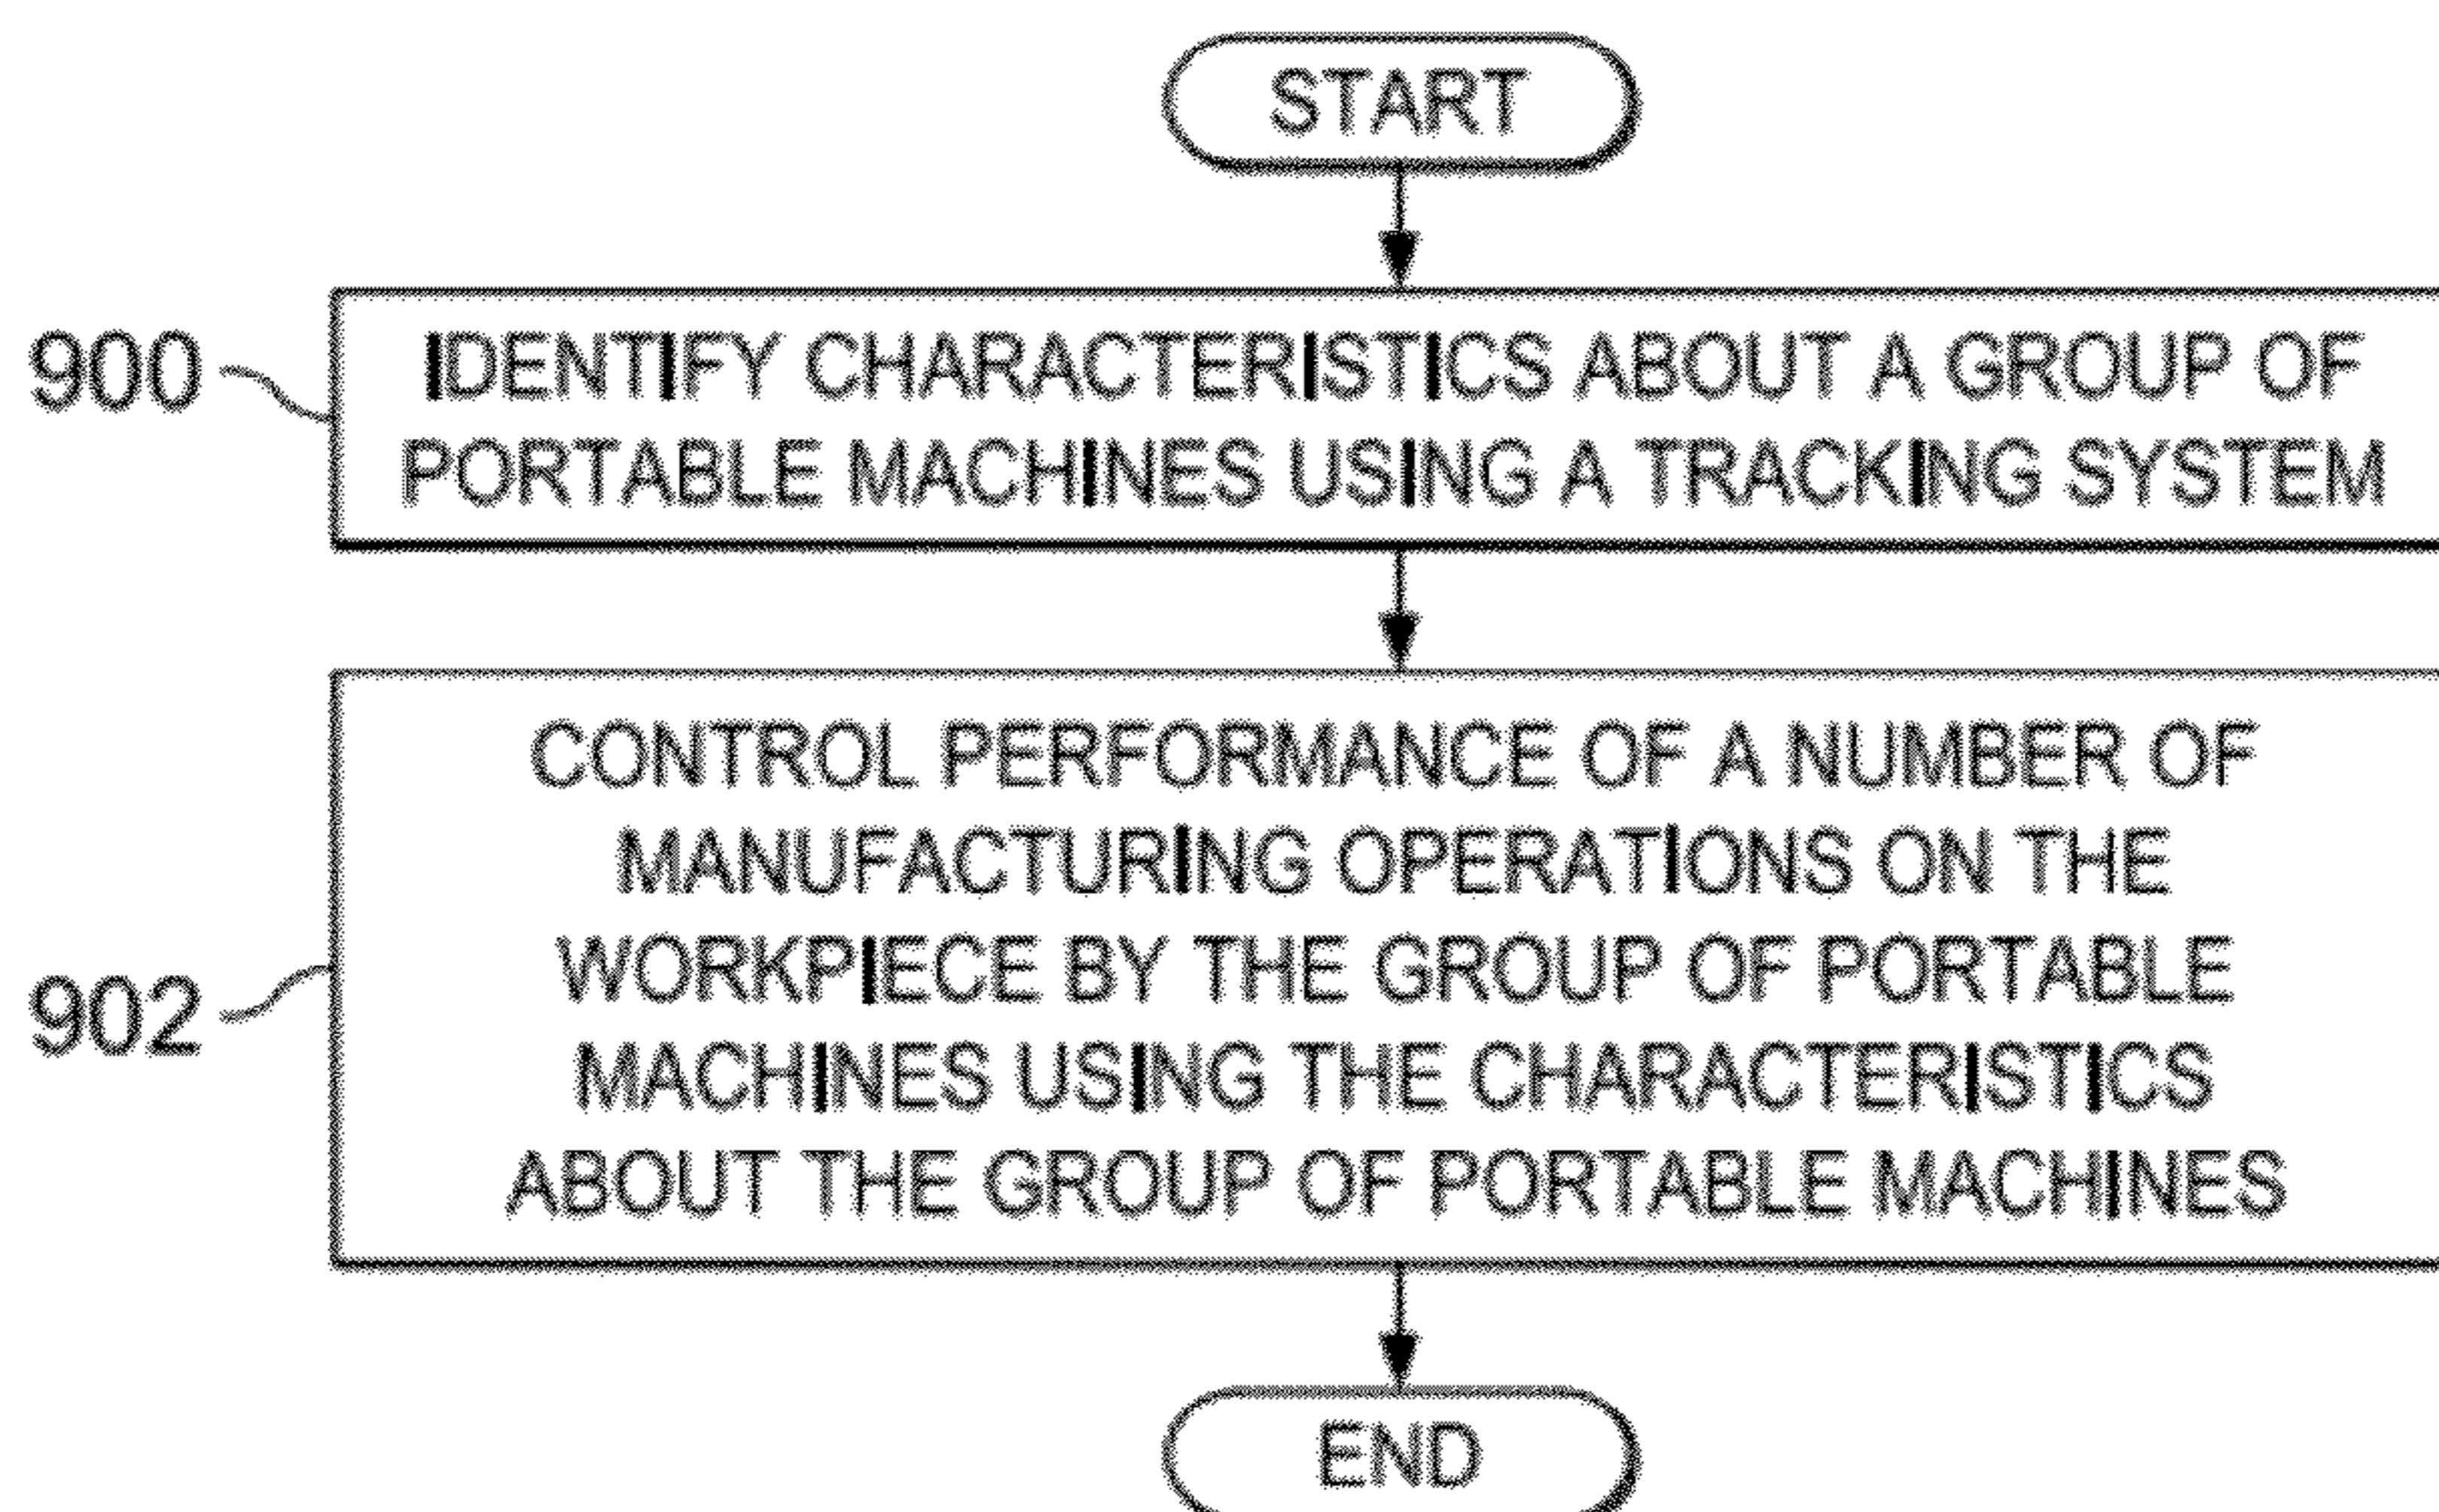 START
900
IDENTIFY CHARACTERISTICS ABOUT A GROUP OF
PORTABLE MACHINES USING A TRACKING SYSTEM
902
CONTROL PERFORMANCE OF A NUMBER OF
MANUFACTURING OPERATIONS ON THE
WORKPIECE BY THE GROUP OF PORTABLE
MACHINES USING THE CHARACTERISTICS
ABOUT THE GROUP OF PORTABLE MACHINES
END